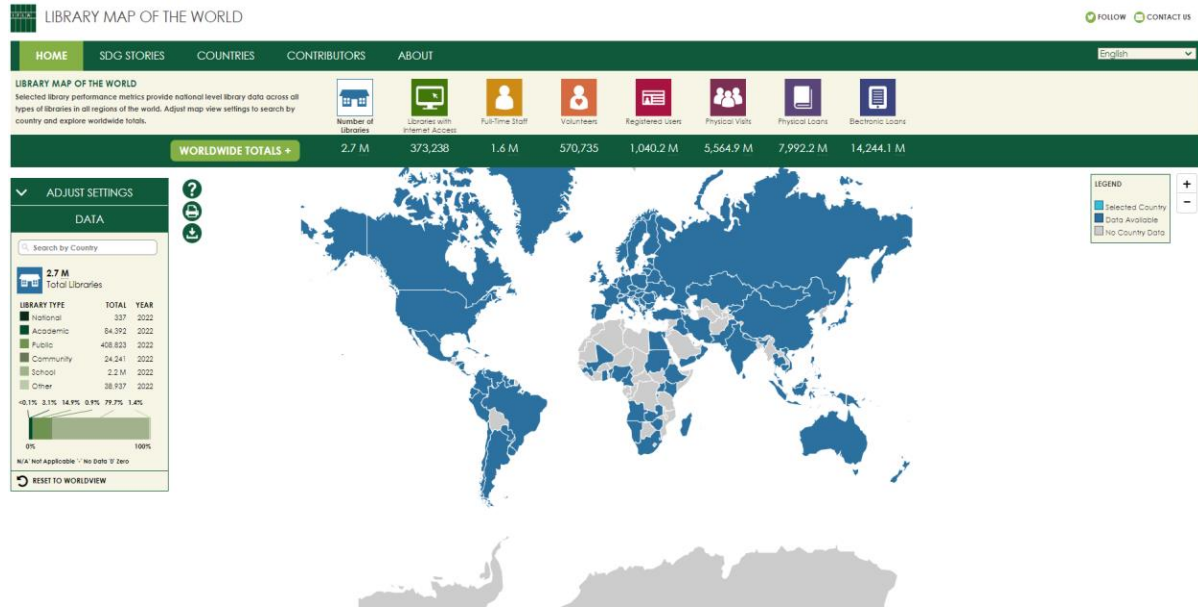 LIBRARY MAP OF THE WORLD
FOLLOW CONTACT US
HOME SDG STORIES COUNTRIES CONTRIBUTORS ABOUT
English
LIBRARY MAP OF THE WORLD
Selected library performance metrics provide national level library data across all
types of libraries in all regions of the world. Adjust map view settings to search by
country and explore worldwide totals.
Number of
Libraries
Libraries with
Internet Access
Full-Time Staff
Volunteers
Registered Users
Physical Visits
Physical Loans
Electronic Loans
WORLDWIDE TOTALS + 2.7 M 373,238 1.6 M 570,735 1,040.2 M 5,564.9 M 7,992.2 M 14,244.1 M
ADJUST SETTINGS
DATA
Search by Country
2.7 M
Total Libraries
LIBRARY TYPE TOTAL YEAR
National 337 2022
Academic 84,392 2022
Public 408,823 2022
Community 24,241 2022
School 2.2 M 2022
Other 38,937 2022
<0.1% 3.1% 14.9% 0.9% 79.7% 1.4%
0% 100%
N/A' Not Applicable '-' No Data '0' Zero
RESET TO WORLDVIEW
?
LEGEND
Selected Country
Data Available
No Country Data
+
-